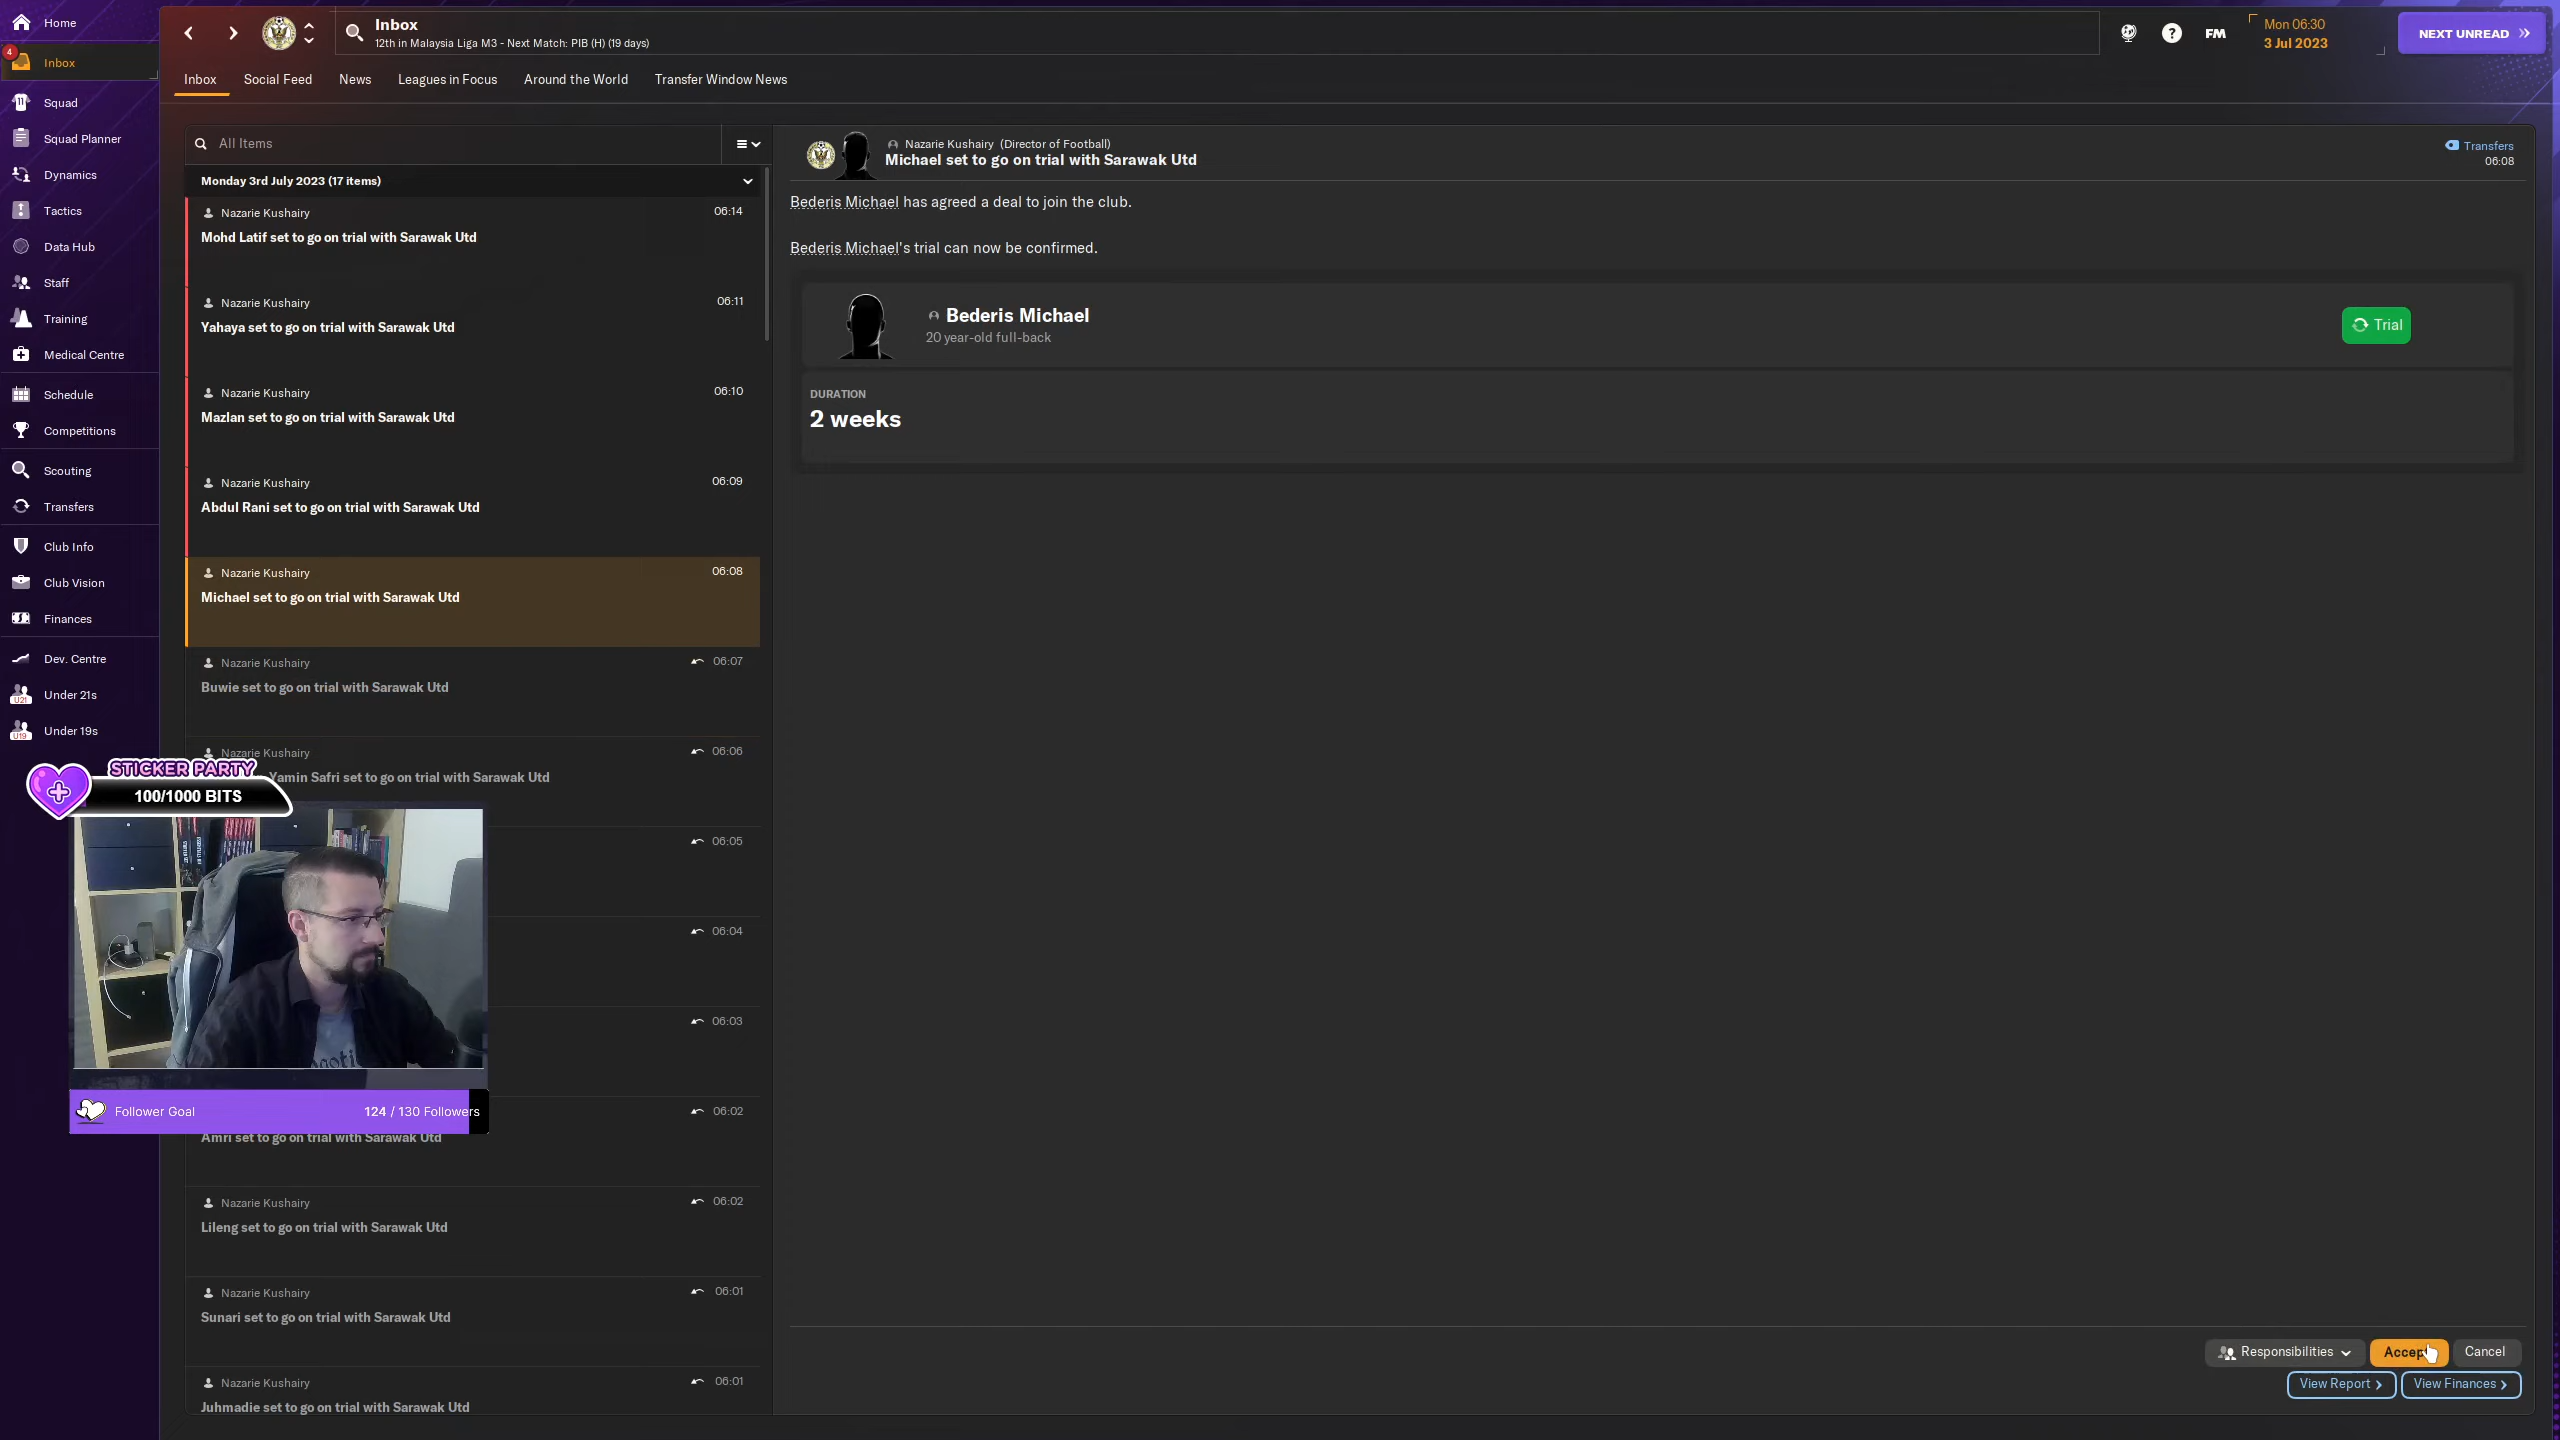 Home
4
Inbox
Squad
Squad Planner
Dynamics
Tactics
Data Hub
Staff
Training
Medical Centre
Schedule
Competitions
Scouting
Transfers
Club Info
Club Vision
Finances
Dev. Centre
U21
Under 21s
U19
Under 19s
Inbox
12th in Malaysia Liga M3 - Next Match: PIB (H) (19 days)
FM
Mon 06:30
3 Jul 2023
NEXT UNREAD
Inbox Social Feed News Leagues in Focus Around the World Transfer Window News
All Items
Monday 3rd July 2023 (17 items)
Nazarie Kushairy 06:14
Mohd Latif set to go on trial with Sarawak Utd
Nazarie Kushairy 06:11
Yahaya set to go on trial with Sarawak Utd
Nazarie Kushairy 06:10
Mazlan set to go on trial with Sarawak Utd
Nazarie Kushairy 06:09
Abdul Rani set to go on trial with Sarawak Utd
Nazarie Kushairy 06:08
Michael set to go on trial with Sarawak Utd
Nazarie Kushairy 06:07
Buwie set to go on trial with Sarawak Utd
Nazarie Kushairy 06:06
Yamin Safri set to go on trial with Sarawak Utd
06:05
06:04
06:03
06:02
Amri set to go on trial with Sarawak Utd
Nazarie Kushairy 06:02
Lileng set to go on trial with Sarawak Utd
Nazarie Kushairy 06:01
Sunari set to go on trial with Sarawak Utd
Nazarie Kushairy 06:01
Juhmadie set to go on trial with Sarawak Utd
Nazarie Kushairy (Director of Football)
Michael set to go on trial with Sarawak Utd
Transfers
06:08
Bederis Michael has agreed a deal to join the club.
Bederis Michael's trial can now be confirmed.
Bederis Michael
20 year-old full-back
Trial
DURATION
2 weeks
Responsibilities
Cancel
View Report
View Finances
STICKER PARTY
100/1000 BITS
Follower Goal 124 / 130 Followers